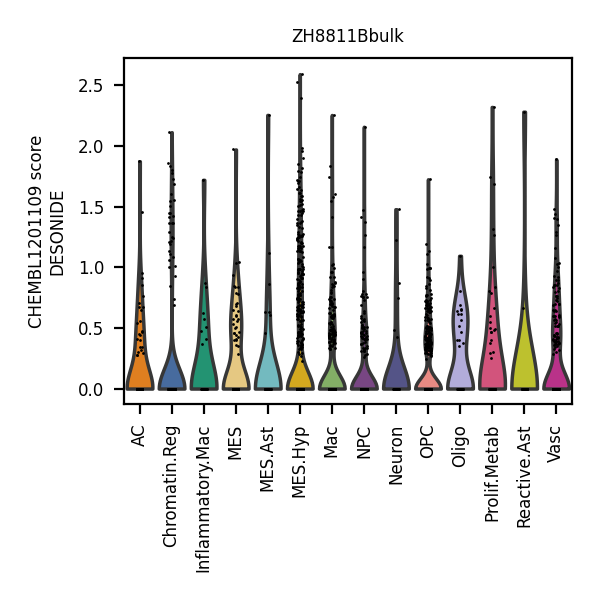 ZH8811Bbulk
CHEMBL1201109 score
DESONIDE
2.5
2.0
1.5
1.0
0.5
0.0
AC
Chromatin.Reg
Inflammatory.Mac
MES
MES.Ast
MES.Hyp
Mac
NPC
Neuron
OPC
Oligo
Prolif.Metab
Reactive.Ast
Vasc